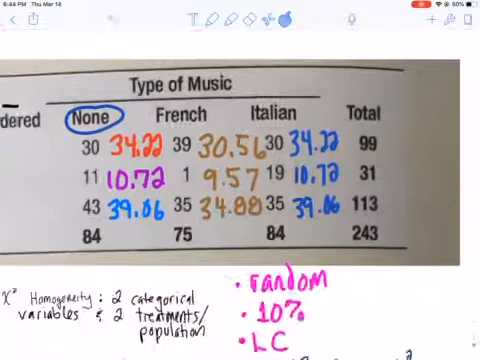 6:44 PM Thu Mar 14
50%
Type of Music
dered None French Italian Total
30 34.22 39 30.56 30 34.22 99
11 10.72 1 9.57 19 10.72 31
43 39.06 35 34.88 35 39.06 113
84 75 84 243
X² Homogeneity: 2 categorical
variables & 2 treatments/
population
• random
• 10%
• LC